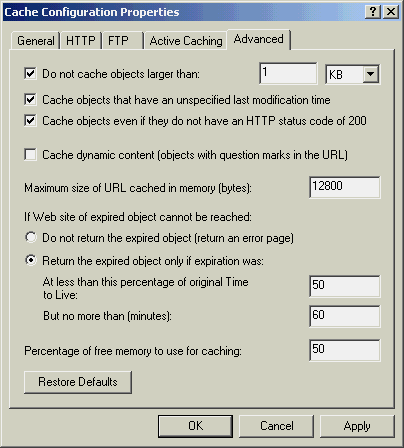 Cache Configuration Properties
General HTTP FTP Active Caching Advanced
Do not cache objects larger than: 1 KB
Cache objects that have an unspecified last modification time
Cache objects even if they do not have an HTTP status code of 200
Cache dynamic content (objects with question marks in the URL)
Maximum size of URL cached in memory (bytes): 12800
If Web site of expired object cannot be reached:
Do not return the expired object (return an error page)
Return the expired object only if expiration was:
At less than this percentage of original Time
to Live: 50
But no more than (minutes): 60
Percentage of free memory to use for caching: 50
Restore Defaults
OK Cancel Apply